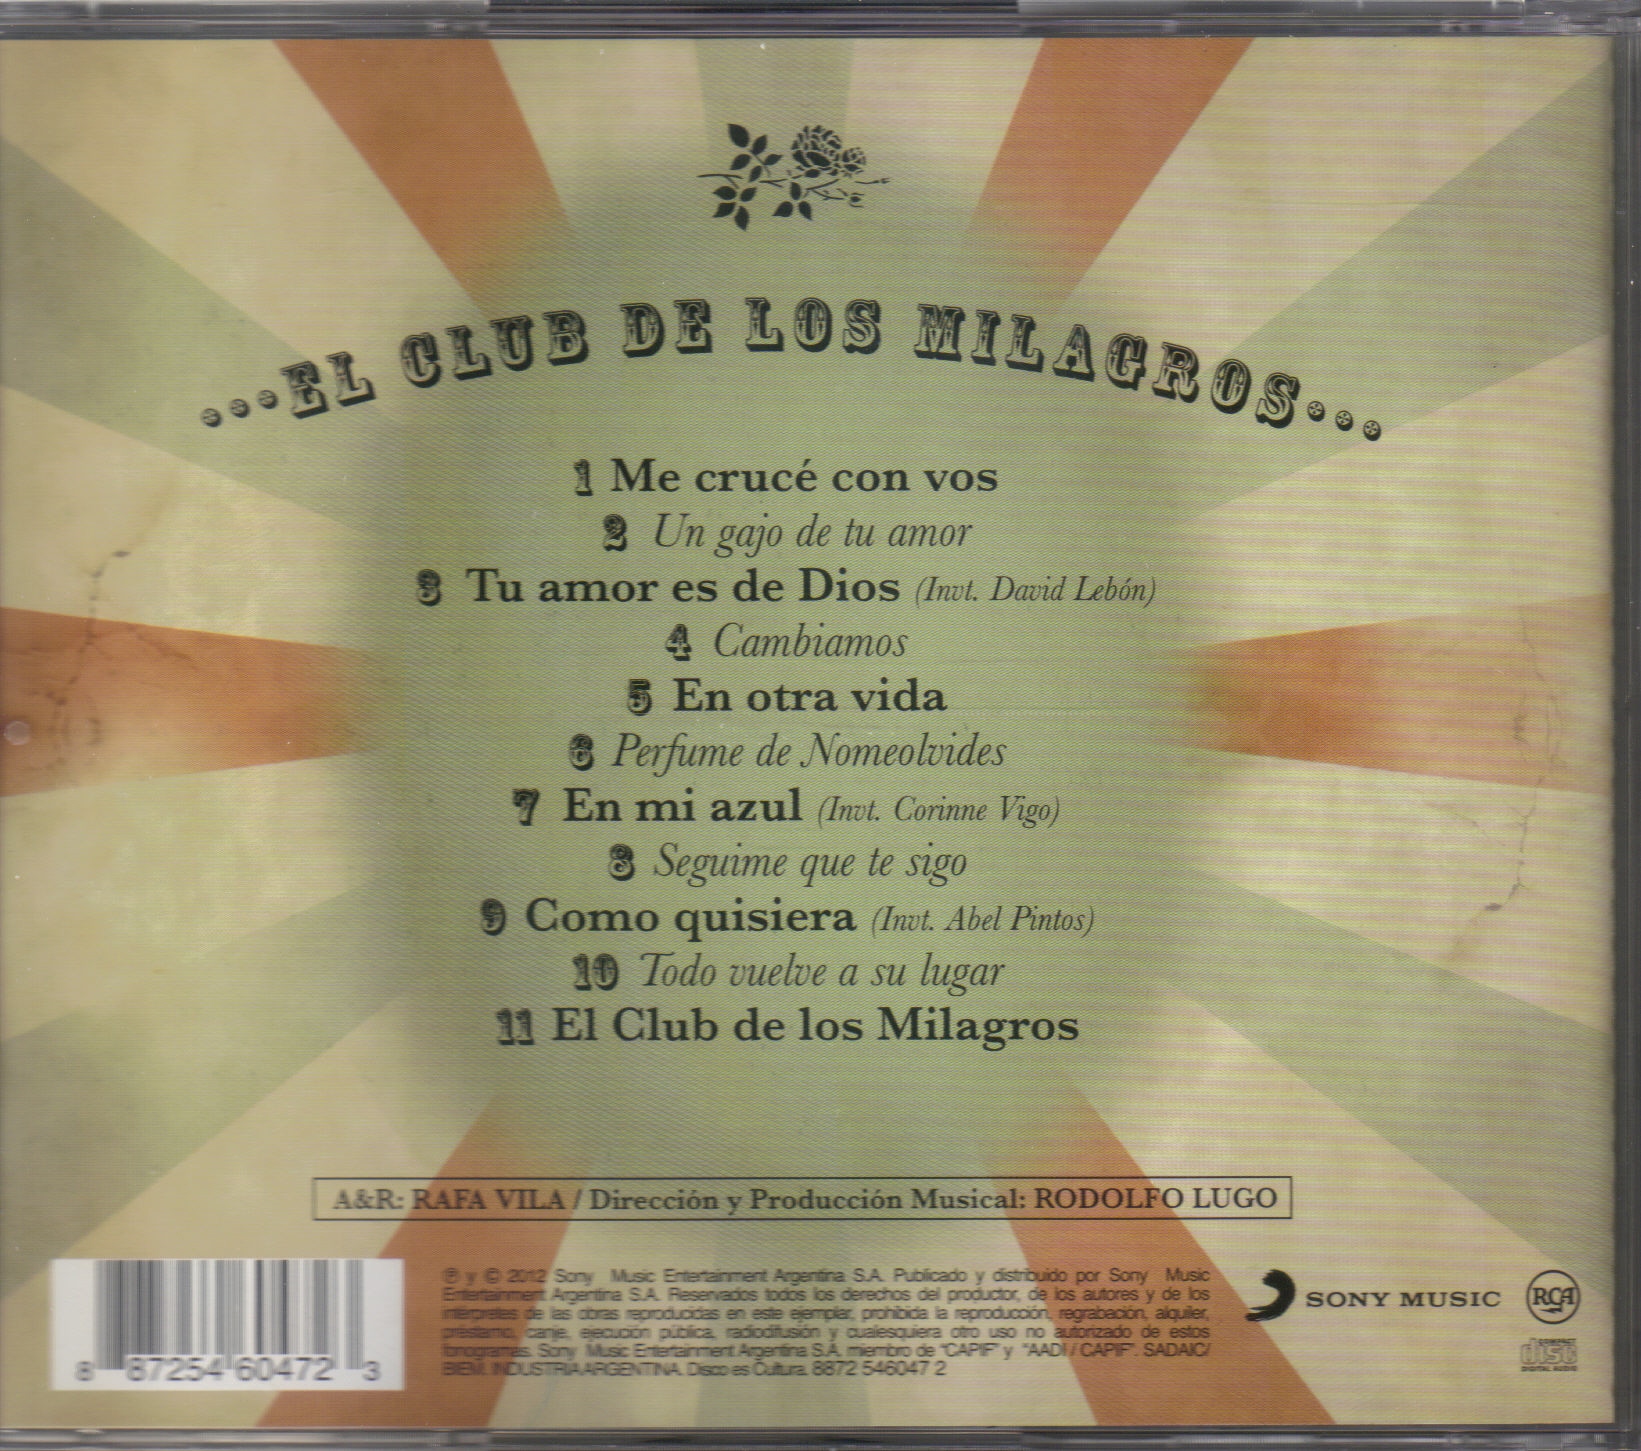 ...EL CLUB DE LOS MILAGROS...
1 Me crucé con vos
2 Un gajo de tu amor
3 Tu amor es de Dios (Invt. David Lebón)
4 Cambiamos
5 En otra vida
6 Perfume de Nomeolvides
7 En mi azul (Invt. Corinne Vigo)
8 Seguime que te sigo
9 Como quisiera (Invt. Abel Pintos)
10 Todo vuelve a su lugar
11 El Club de los Milagros
A&R: RAFA VILA / Dirección y Producción Musical: RODOLFO LUGO
℗ y © 2012 Sony Music Entertainment Argentina S.A. Publicado y distribuido por Sony Music
Entertainment Argentina S.A. Reservados todos los derechos del productor, de los autores y de los
intérpretes de las obras reproducidas en este ejemplar, prohibida la reproducción, regrabación, alquiler,
préstamo, canje, ejecución pública, radiodifusión y cualesquiera otro uso no autorizado de estos
fonogramas. Sony Music Entertainment Argentina S.A. miembro de "CAPIF" y "AADI / CAPIF". SADAIC/
BIEM. INDUSTRIA ARGENTINA. Disco es Cultura. 8872 546047 2
8 87254 60472 3
SONY MUSIC
RCA
COMPACT
disc
DIGITAL AUDIO